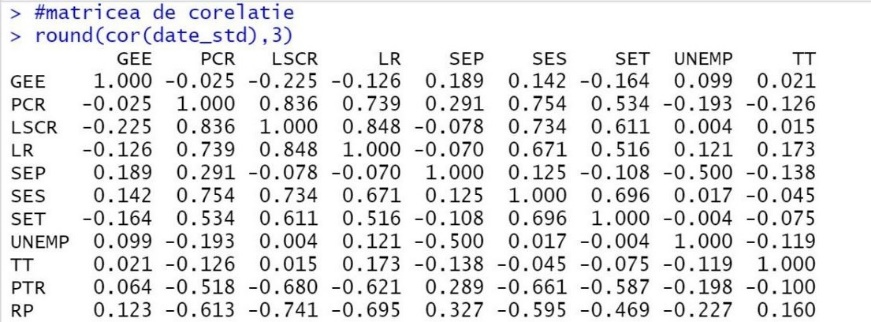 > #matricea de corelatie
> round(cor(date_std),3)
GEE PCR LSCR LR SEP SES SET UNEMP TT
GEE 1.000 -0.025 -0.225 -0.126 0.189 0.142 -0.164 0.099 0.021
PCR -0.025 1.000 0.836 0.739 0.291 0.754 0.534 -0.193 -0.126
LSCR -0.225 0.836 1.000 0.848 -0.078 0.734 0.611 0.004 0.015
LR -0.126 0.739 0.848 1.000 -0.070 0.671 0.516 0.121 0.173
SEP 0.189 0.291 -0.078 -0.070 1.000 0.125 -0.108 -0.500 -0.138
SES 0.142 0.754 0.734 0.671 0.125 1.000 0.696 0.017 -0.045
SET -0.164 0.534 0.611 0.516 -0.108 0.696 1.000 -0.004 -0.075
UNEMP 0.099 -0.193 0.004 0.121 -0.500 0.017 -0.004 1.000 -0.119
TT 0.021 -0.126 0.015 0.173 -0.138 -0.045 -0.075 -0.119 1.000
PTR 0.064 -0.518 -0.680 -0.621 0.289 -0.661 -0.587 -0.198 -0.100
RP 0.123 -0.613 -0.741 -0.695 0.327 -0.595 -0.469 -0.227 0.160